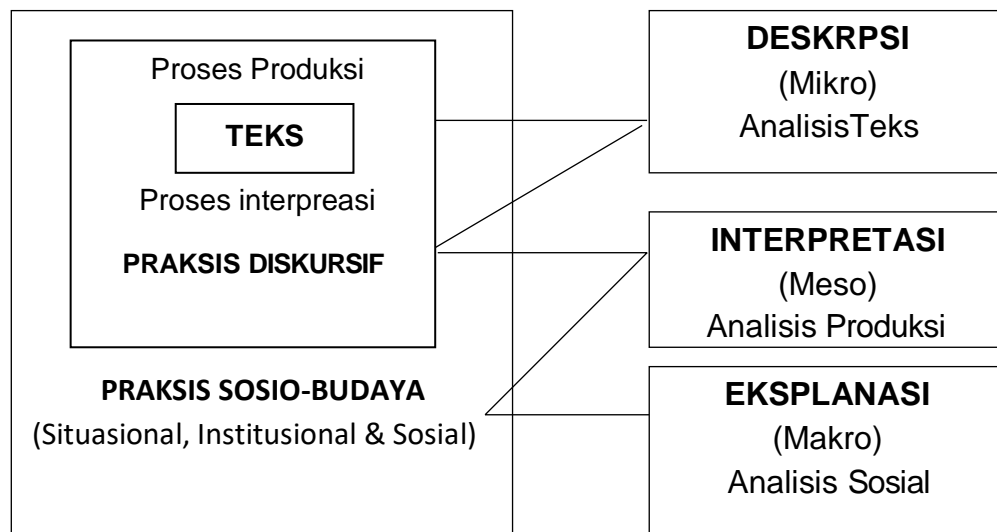 Proses Produksi
TEKS
Proses interpreasi
PRAKSIS DISKURSIF
PRAKSIS SOSIO-BUDAYA
(Situasional, Institusional & Sosial)
DESKRPSI
(Mikro)
AnalisisTeks
INTERPRETASI
(Meso)
Analisis Produksi
EKSPLANASI
(Makro)
Analisis Sosial